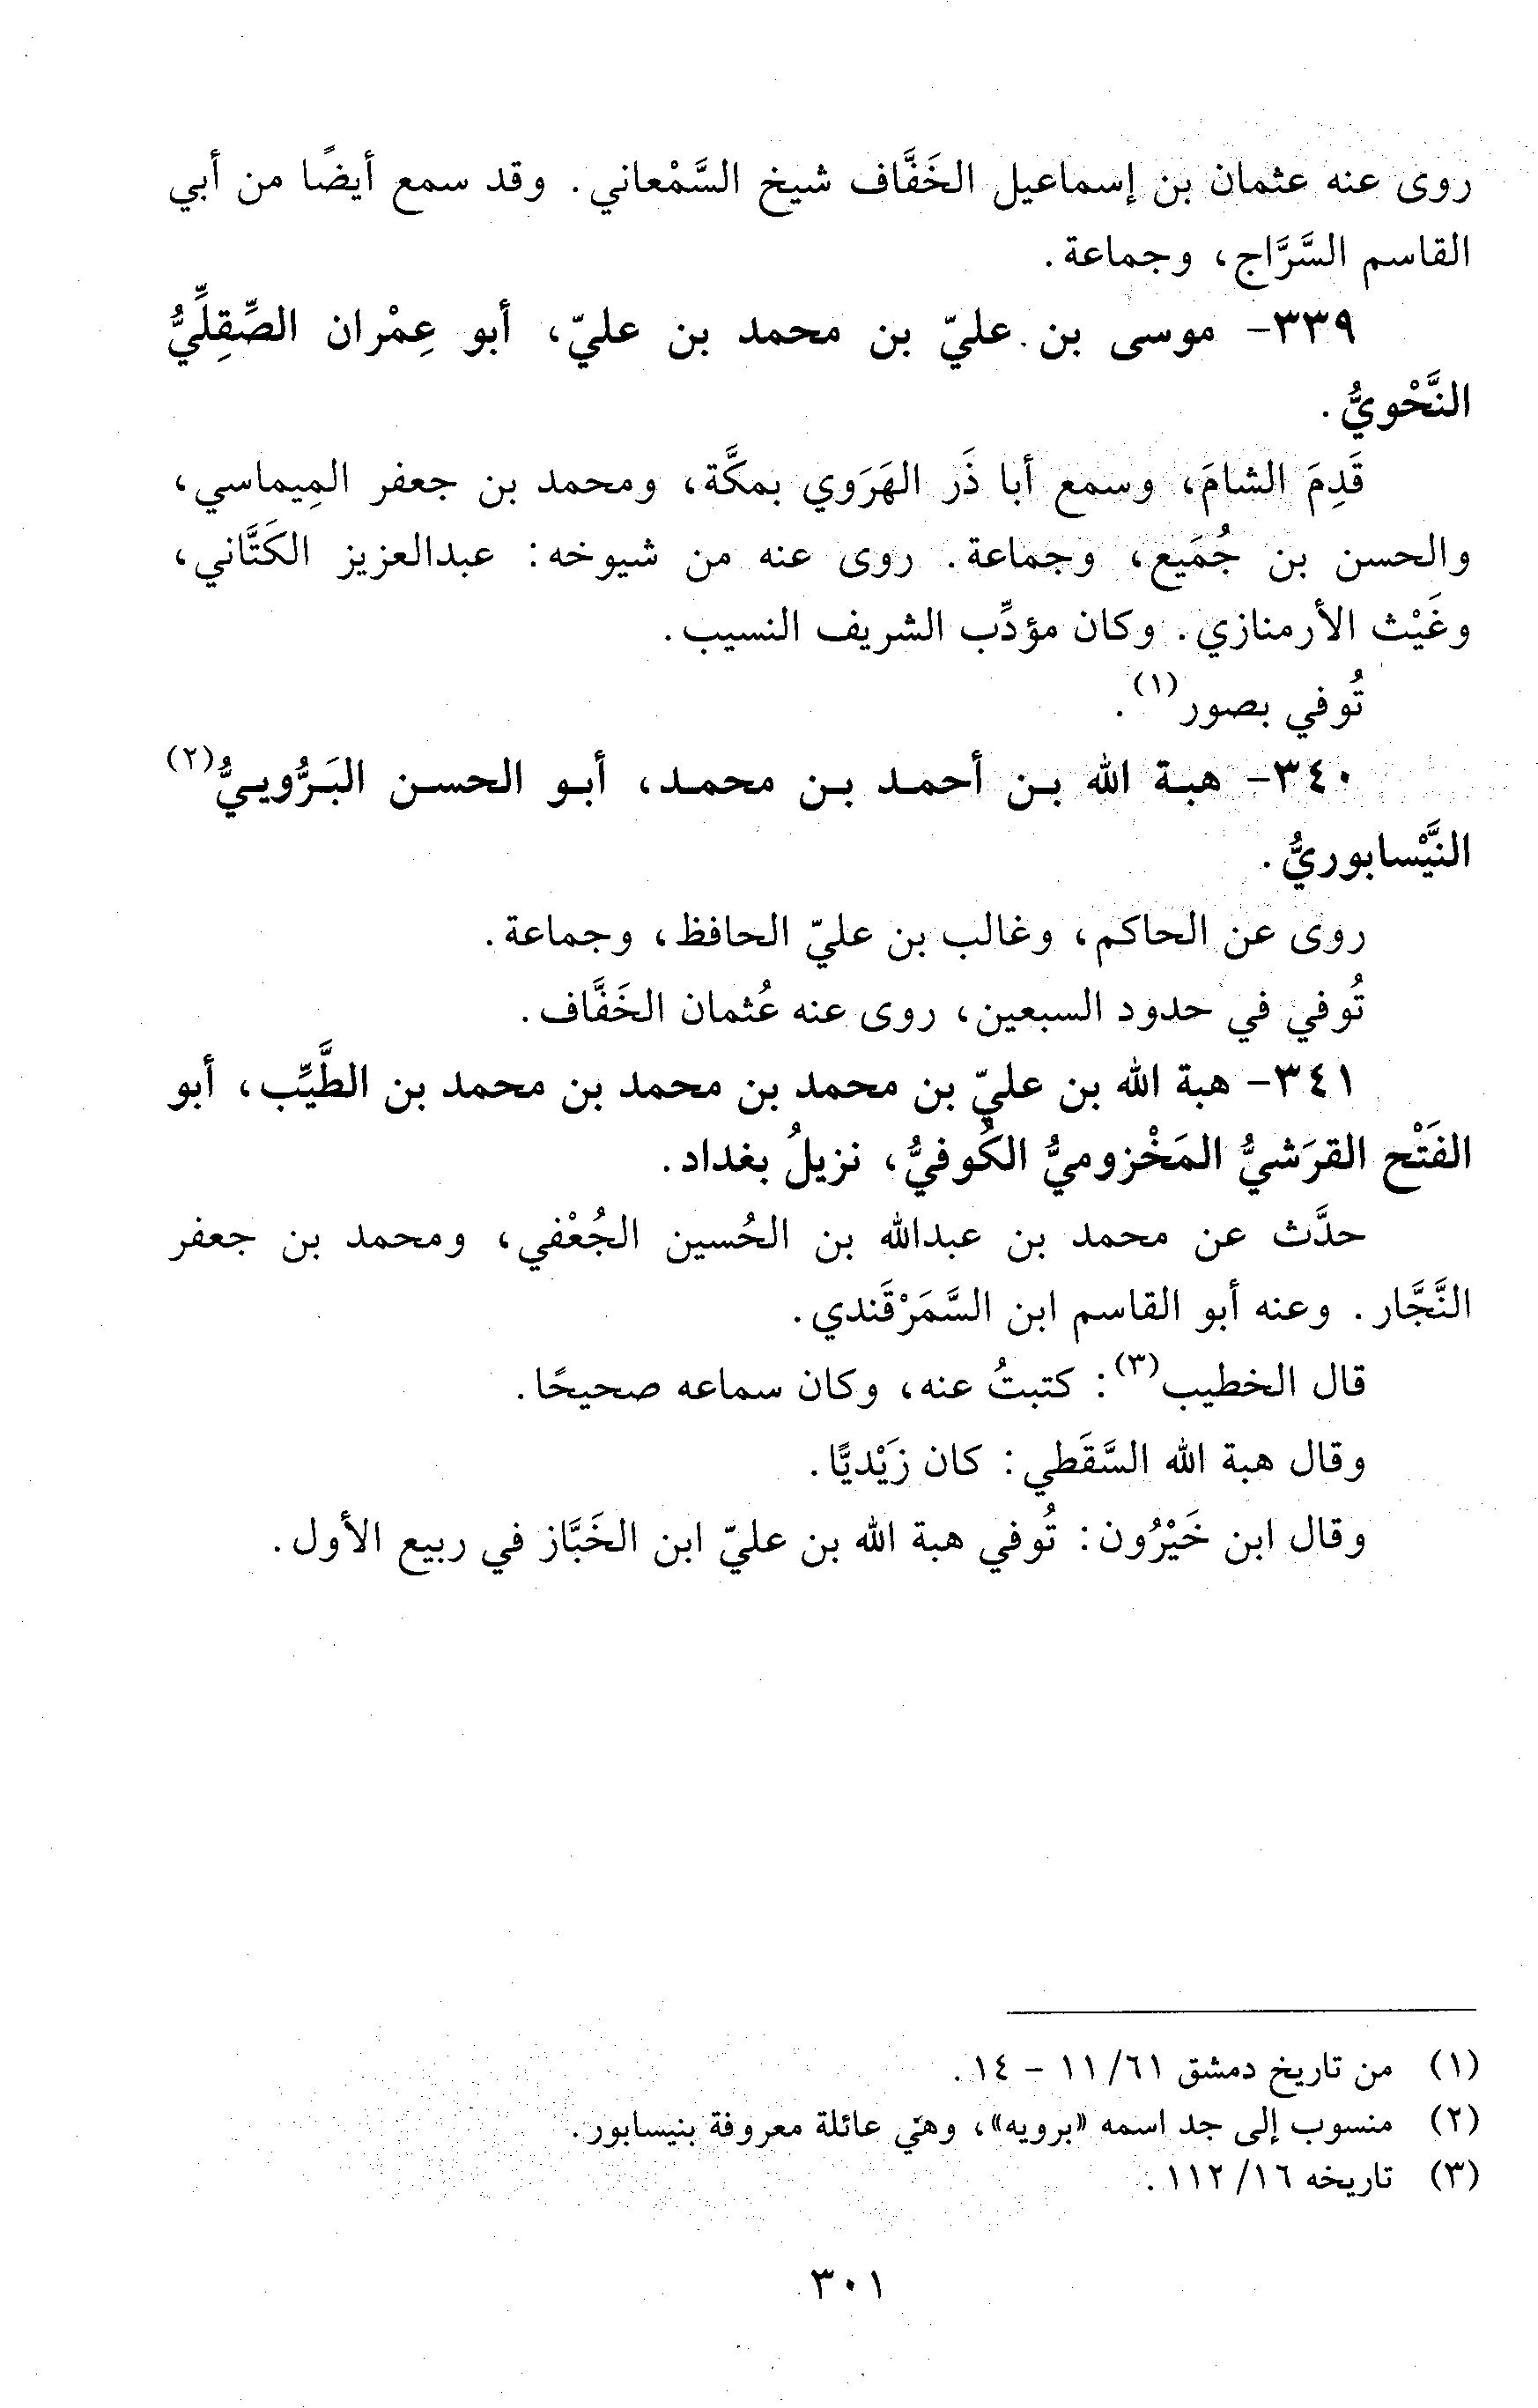 روى عنه عثمان بن إسماعيل الخَفَّاف شيخ السَّمْعاني. وقد سمع أيضًا من أبي
القاسم السَّرَّاج، وجماعة.
٣٣٩- موسى بن عليّ بن محمد بن عليّ، أبو عِمْران الصِّقِلِّيُّ
النَّحْويُّ.
قَدِمَ الشامَ، وسمع أبا ذَر الهَرَوي بمكَّة، ومحمد بن جعفر المِيماسي،
والحسن بن جُمَيع، وجماعة. روى عنه من شيوخه: عبدالعزيز الكَتَّاني،
وغَيْث الأرمنازي. وكان مؤدِّب الشريف النسيب.
تُوفي بصور(١).
٣٤٠- هبة الله بن أحمد بن محمد، أبو الحسن البَرُّوييُّ(٢)
النَّيْسابوريُّ.
روى عن الحاكم، وغالب بن عليّ الحافظ، وجماعة.
تُوفي في حدود السبعين، روى عنه عُثمان الخَفَّاف.
٣٤١- هبة الله بن عليّ بن محمد بن محمد بن محمد بن الطَّيِّب، أبو
الفَتْح القرَشيُّ المَخْزوميُّ الكُوفيُّ، نزيلُ بغداد.
حدَّث عن محمد بن عبدالله بن الحُسين الجُعْفي، ومحمد بن جعفر
النَّجَّار. وعنه أبو القاسم ابن السَّمَرْقَندي.
قال الخطيب(٣): كتبتُ عنه، وكان سماعه صحيحًا.
وقال هبة الله السَّقَطي: كان زَيْديًّا.
وقال ابن خَيْرُون: تُوفي هبة الله بن عليّ ابن الخَبَّاز في ربيع الأول.
(١) من تاريخ دمشق ٦١/ ١١ - ١٤.
(٢) منسوب إلى جد اسمه «برويه»، وهي عائلة معروفة بنيسابور.
(٣) تاريخه ١٦/ ١١٢.
٣٠١